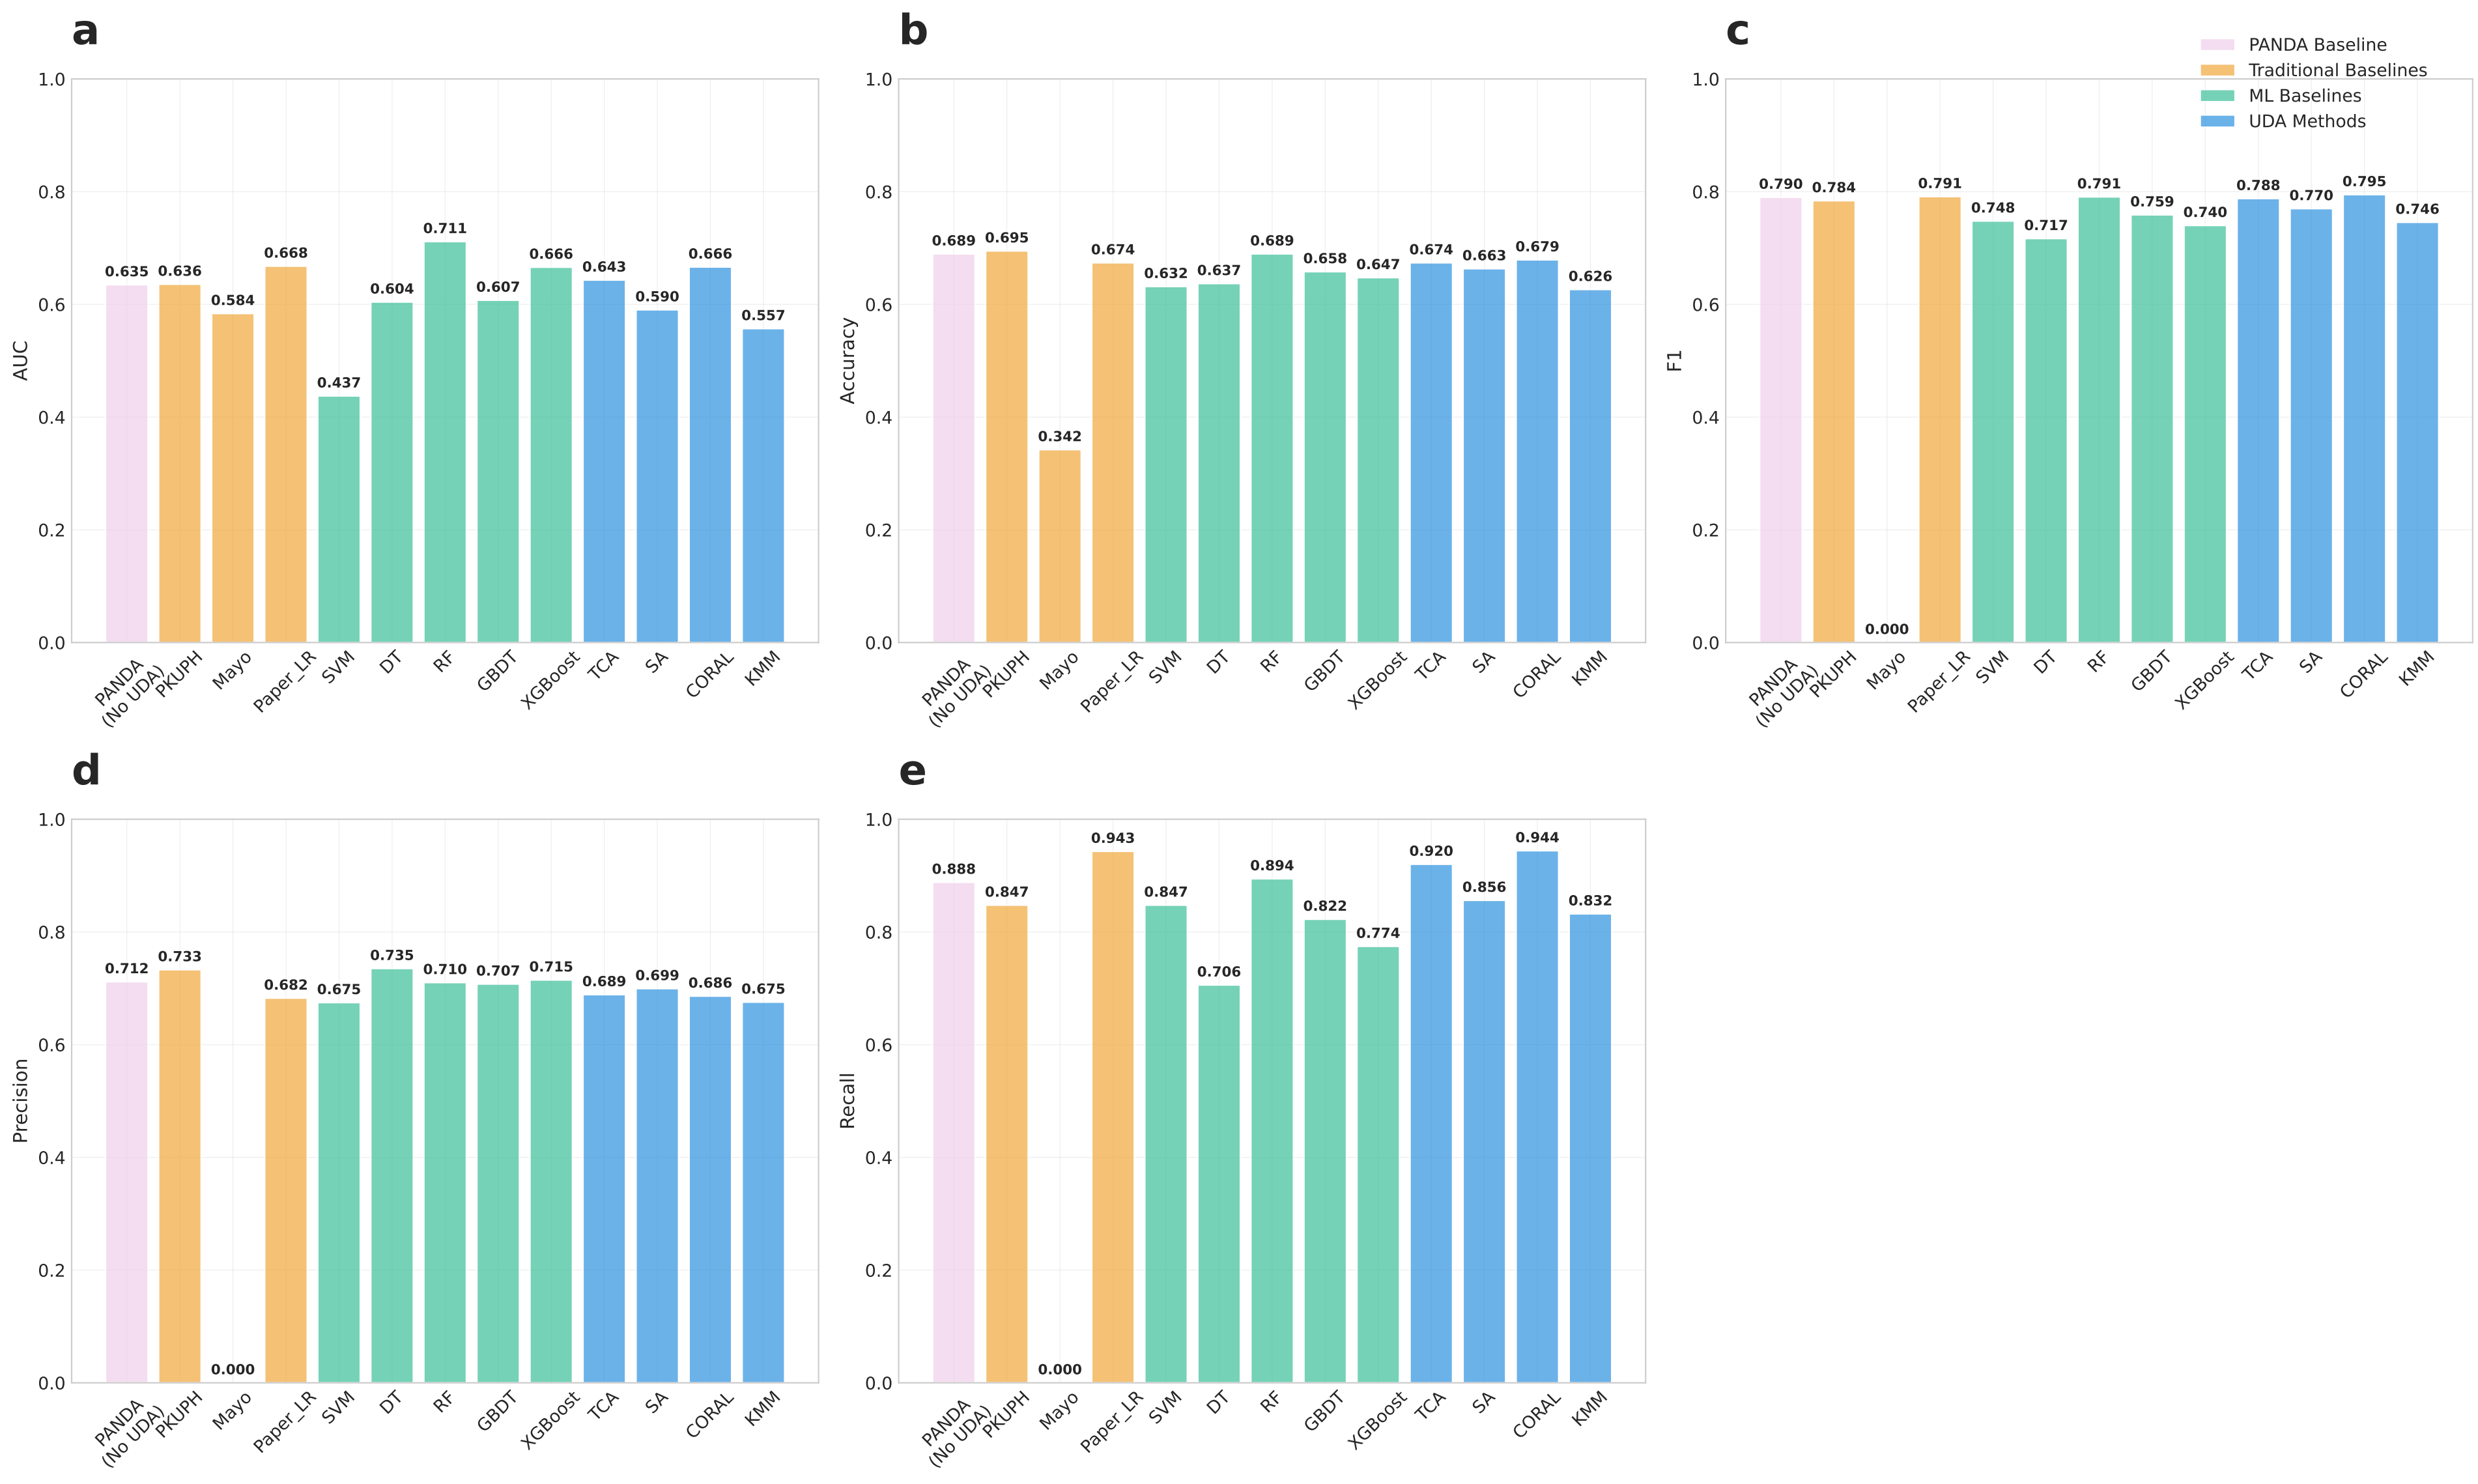 a
1.0
0.8
0.6
0.4
0.2
0.0
AUC
0.635
0.636
0.584
0.668
0.437
0.604
0.711
0.607
0.666
0.643
0.590
0.666
0.557
PANDA
(No UDA)
PKUPH
Mayo
Paper_LR
SVM
DT
RF
GBDT
XGBoost
TCA
SA
CORAL
KMM
b
1.0
0.8
0.6
0.4
0.2
0.0
Accuracy
0.689
0.695
0.342
0.674
0.632
0.637
0.689
0.658
0.647
0.674
0.663
0.679
0.626
PANDA
(No UDA)
PKUPH
Mayo
Paper_LR
SVM
DT
RF
GBDT
XGBoost
TCA
SA
CORAL
KMM
c
PANDA Baseline
Traditional Baselines
ML Baselines
UDA Methods
1.0
0.8
0.6
0.4
0.2
0.0
F1
0.790
0.784
0.000
0.791
0.748
0.717
0.791
0.759
0.740
0.788
0.770
0.795
0.746
PANDA
(No UDA)
PKUPH
Mayo
Paper_LR
SVM
DT
RF
GBDT
XGBoost
TCA
SA
CORAL
KMM
d
1.0
0.8
0.6
0.4
0.2
0.0
Precision
0.712
0.733
0.000
0.682
0.675
0.735
0.710
0.707
0.715
0.689
0.699
0.686
0.675
PANDA
(No UDA)
PKUPH
Mayo
Paper_LR
SVM
DT
RF
GBDT
XGBoost
TCA
SA
CORAL
KMM
e
1.0
0.8
0.6
0.4
0.2
0.0
Recall
0.888
0.847
0.000
0.943
0.847
0.706
0.894
0.822
0.774
0.920
0.856
0.944
0.832
PANDA
(No UDA)
PKUPH
Mayo
Paper_LR
SVM
DT
RF
GBDT
XGBoost
TCA
SA
CORAL
KMM